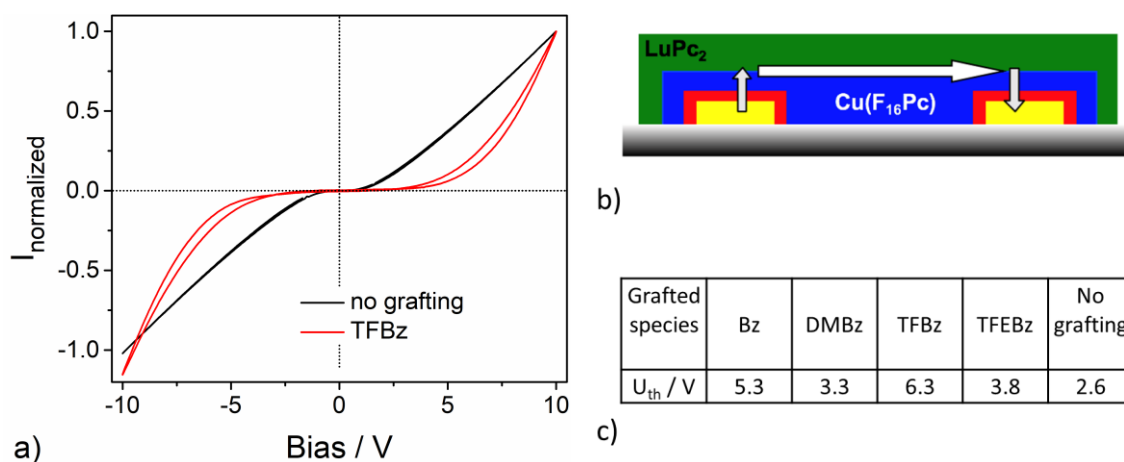 1.0
0.5
0.0
-0.5
-1.0
I normalized
no grafting
TFBz
-10 -5 0 5 10
Bias / V
a)
LuPc₂
Cu(F₁₆Pc)
b)
Grafted species Bz DMBz TFBz TFEBz No grafting
U_th / V 5.3 3.3 6.3 3.8 2.6
c)